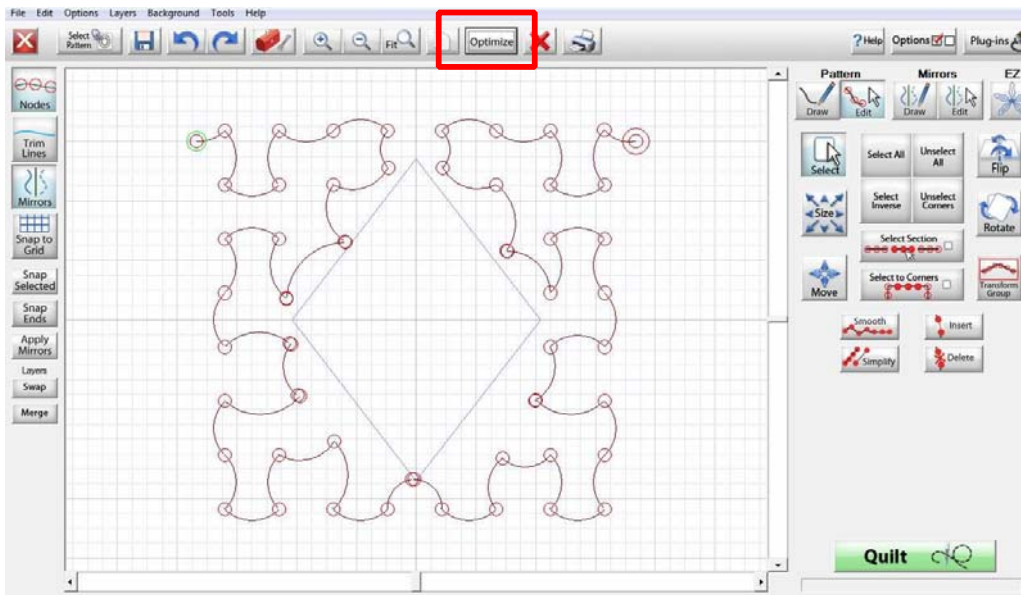 File Edit Options Layers Background Tools Help
Select Pattern
Fit
Optimize
?Help
Options
Plug-ins
Nodes
Trim
Lines
Mirrors
Snap to
Grid
Snap
Selected
Snap
Ends
Apply
Mirrors
Layers
Swap
Merge
Pattern Mirrors EZ
Draw Edit Draw Edit
Select
Select All
Unselect
All
Flip
Size
Select
Inverse
Unselect
Corners
Rotate
Select Section
Move
Select to Corners
Transform
Group
Smooth
Insert
Simplify
Delete
Quilt